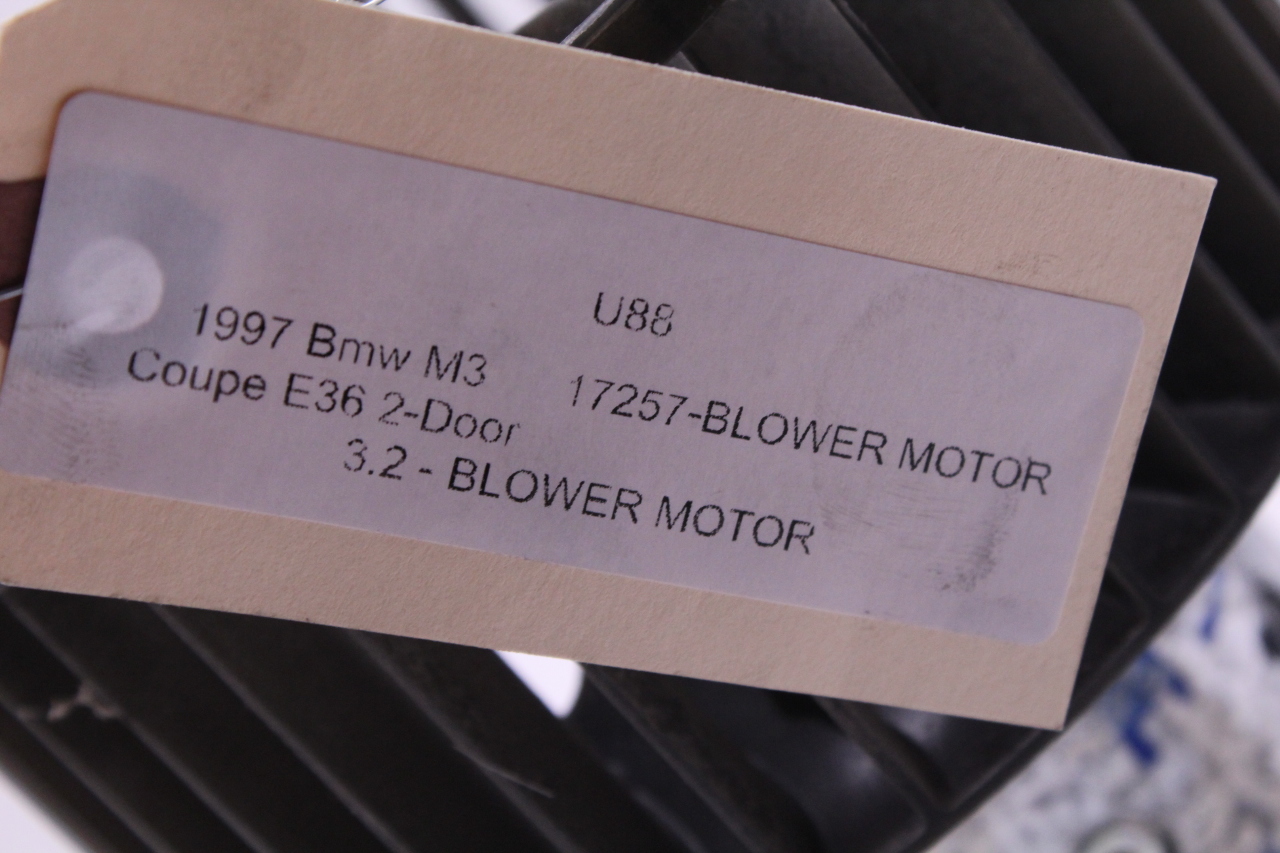 U88
1997 Bmw M3
Coupe E36 2-Door
17257-BLOWER MOTOR
3.2 - BLOWER MOTOR